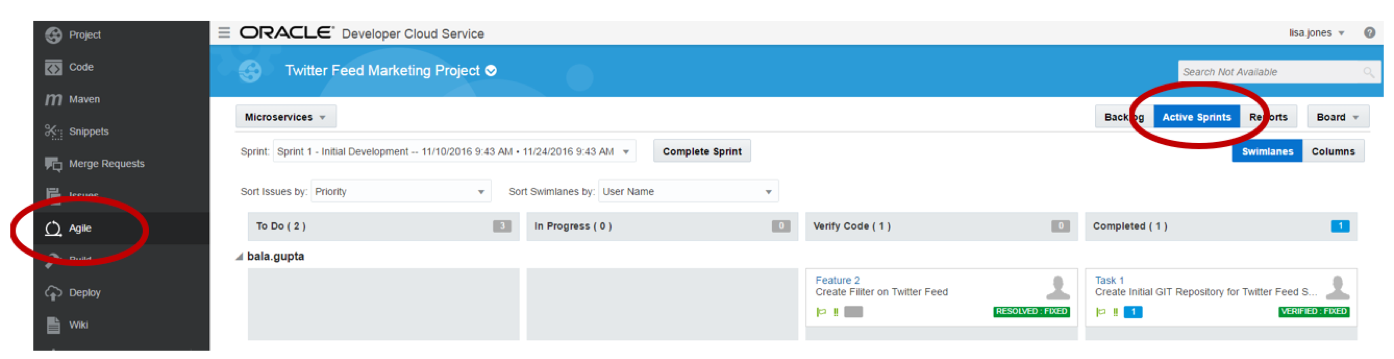 Project
Code
Maven
Snippets
Merge Requests
Issues
Agile
Build
Deploy
Wiki
ORACLE Developer Cloud Service
lisa.jones
Twitter Feed Marketing Project
Search Not Available
Microservices
Backlog Active Sprints Reports Board
Sprint: Sprint 1 - Initial Development -- 11/10/2016 9:43 AM • 11/24/2016 9:43 AM Complete Sprint
Swimlanes Columns
Sort Issues by: Priority Sort Swimlanes by: User Name
To Do ( 2 ) 3 In Progress ( 0 ) 0 Verify Code ( 1 ) 0 Completed ( 1 ) 1
bala.gupta
Feature 2
Create Filiter on Twitter Feed
RESOLVED : FIXED
Task 1
Create Initial GIT Repository for Twitter Feed S...
1 VERIFIED : FIXED